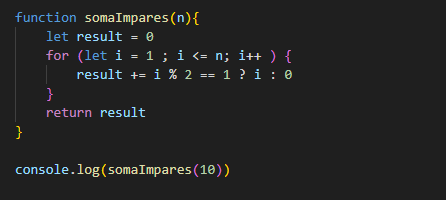 function somaImpares(n){
let result = 0
for (let i = 1 ; i <= n; i++ ) {
result += i % 2 == 1 ? i : 0
}
return result
}
console.log(somaImpares(10))